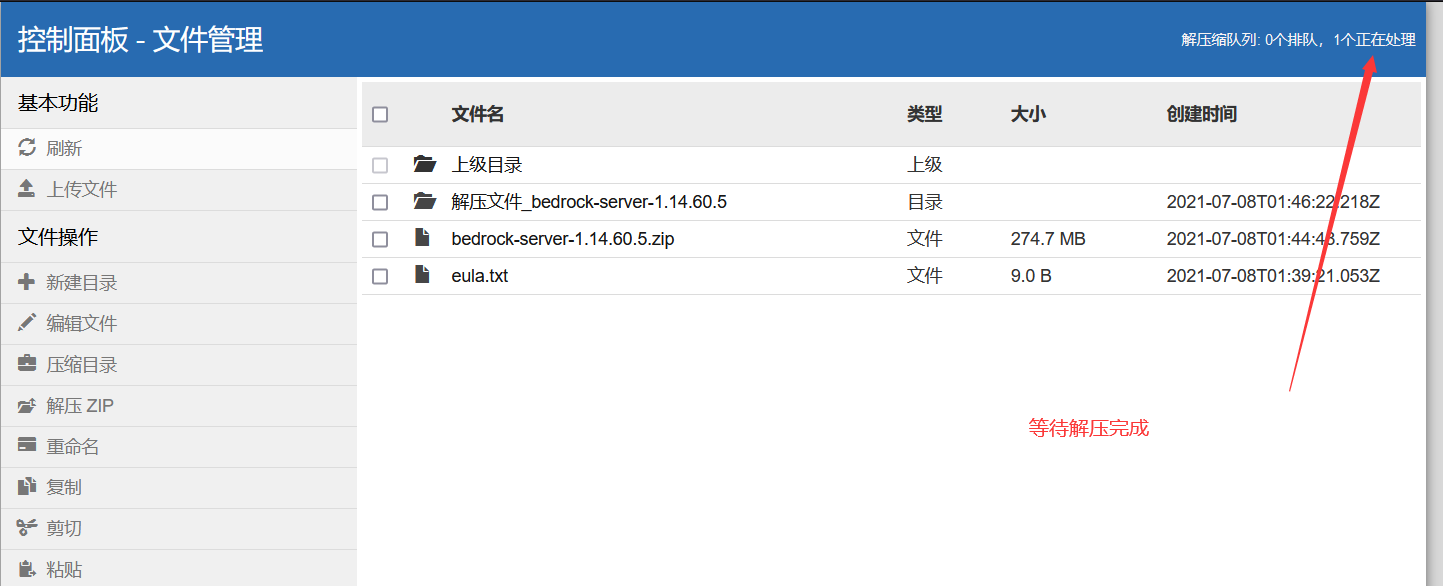 控制面板 - 文件管理
解压缩队列: 0个排队，1个正在处理
基本功能
刷新
上传文件
文件操作
新建目录
编辑文件
压缩目录
解压 ZIP
重命名
复制
剪切
粘贴
文件名 类型 大小 创建时间
上级目录 上级
解压文件_bedrock-server-1.14.60.5 目录 2021-07-08T01:46:22.218Z
bedrock-server-1.14.60.5.zip 文件 274.7 MB 2021-07-08T01:44:43.759Z
eula.txt 文件 9.0 B 2021-07-08T01:39:21.053Z
等待解压完成